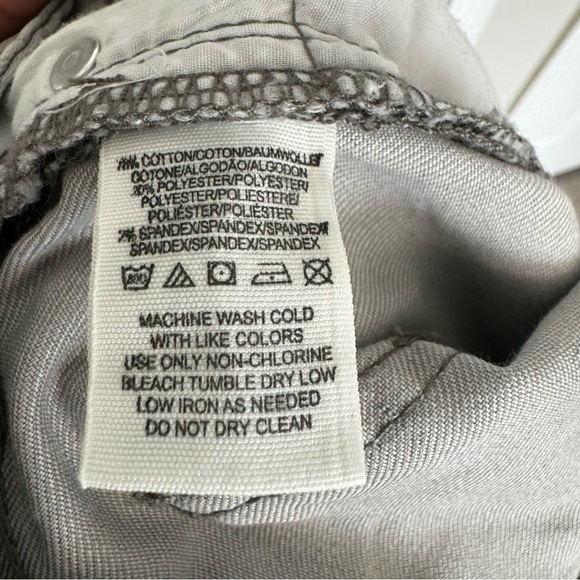 COTTON/COTON/BAUMWOLLE/
COTONE/ALGODÃO/ALGODON
POLYESTER/POLYESTER/
POLYESTER/POLIESTERE/
POLIÉSTER/POLIÉSTER
SPANDEX/SPANDEX/SPANDEX/
SPANDEX/SPANDEX/SPANDEX
MACHINE WASH COLD
WITH LIKE COLORS
USE ONLY NON-CHLORINE
BLEACH TUMBLE DRY LOW
LOW IRON AS NEEDED
DO NOT DRY CLEAN